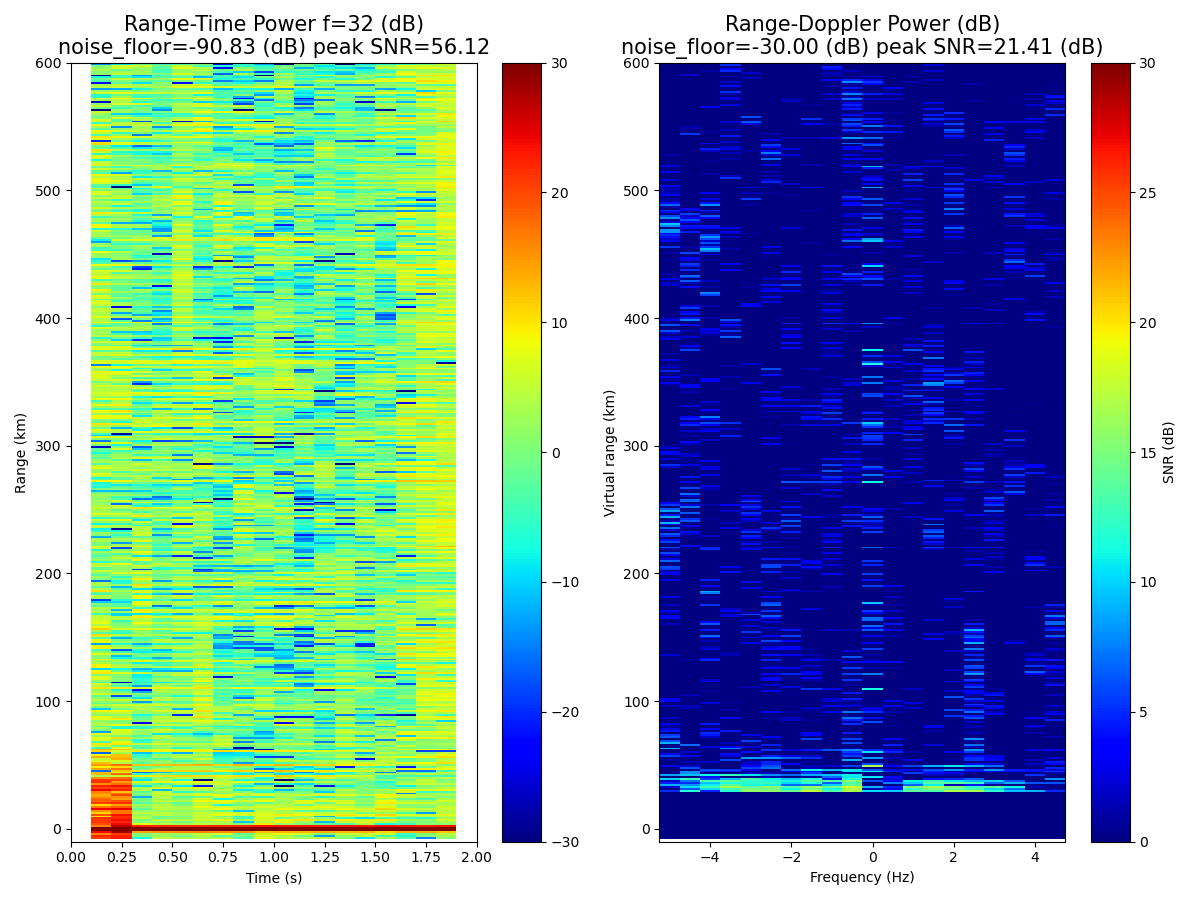 Range-Time Power f=32 (dB)
noise_floor=-90.83 (dB) peak SNR=56.12
600
500
400
300
200
100
0
Range (km)
0.00 0.25 0.50 0.75 1.00 1.25 1.50 1.75 2.00
Time (s)
30
20
10
0
−10
−20
−30
Range-Doppler Power (dB)
noise_floor=-30.00 (dB) peak SNR=21.41 (dB)
600
500
400
300
200
100
0
Virtual range (km)
−4 −2 0 2 4
Frequency (Hz)
30
25
20
15
10
5
0
SNR (dB)